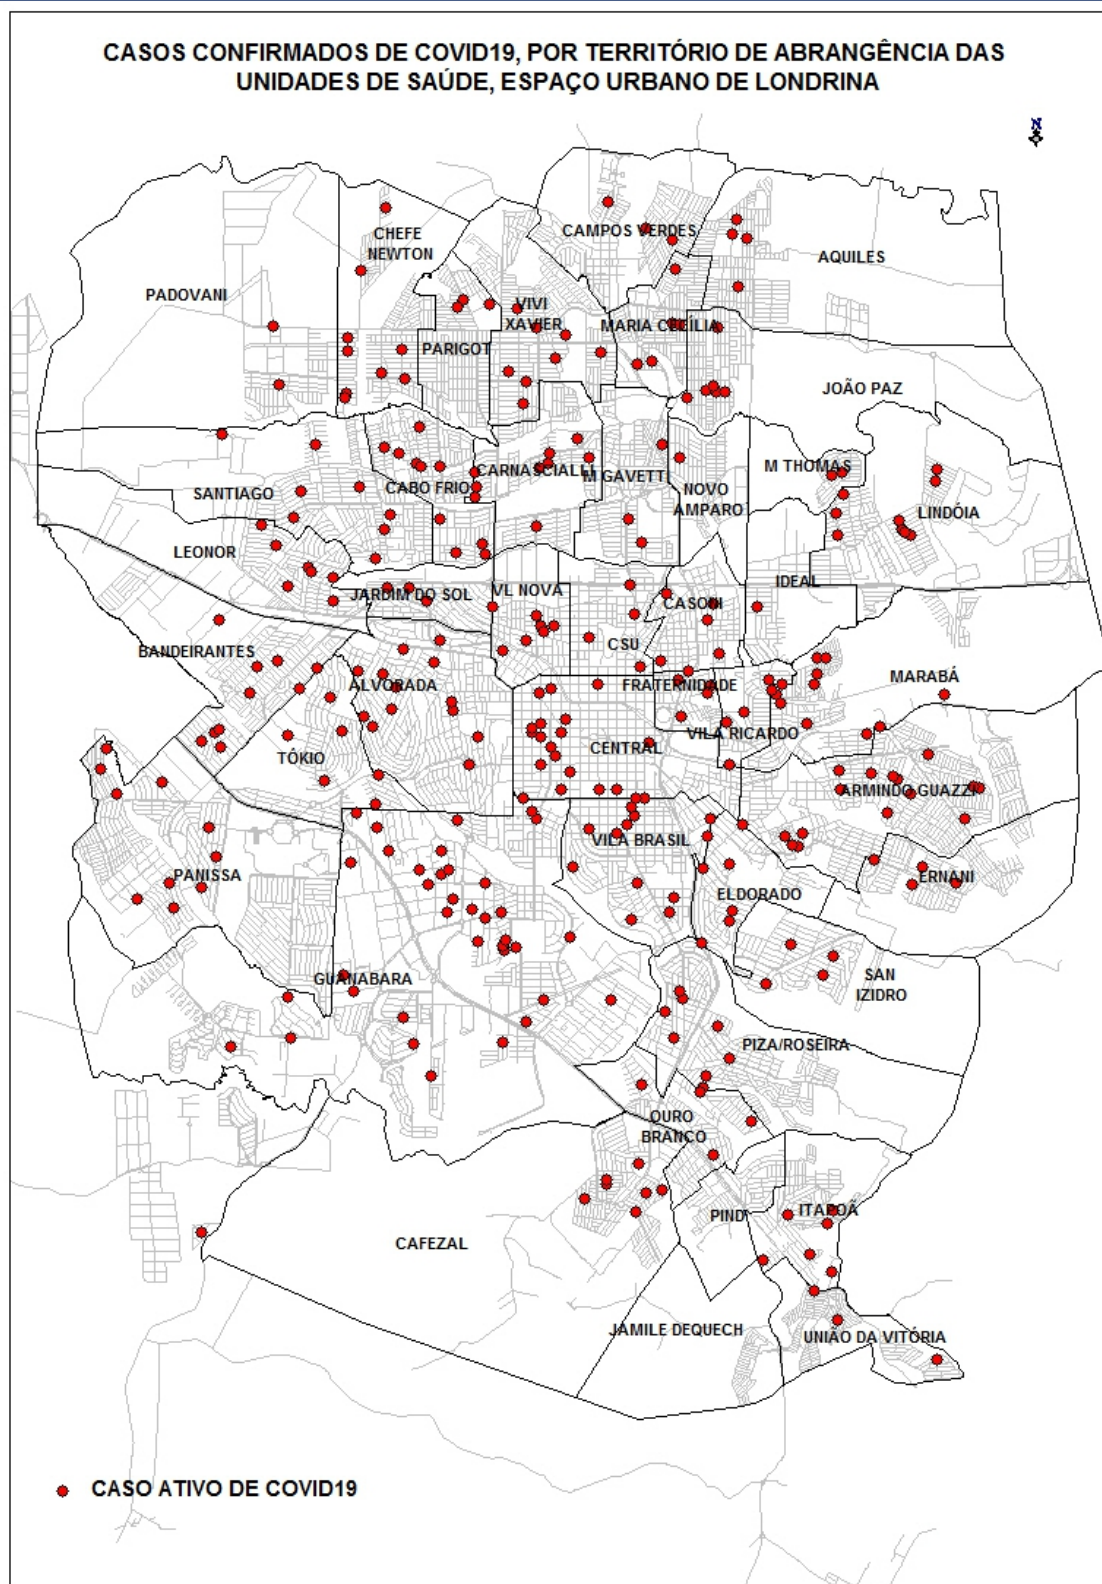 CASOS CONFIRMADOS DE COVID19, POR TERRITÓRIO DE ABRANGÊNCIA DAS
UNIDADES DE SAÚDE, ESPAÇO URBANO DE LONDRINA
N
CHEFE
NEWTON
CAMPOS VERDES
AQUILES
PADOVANI
VIVI
XAVIER
MARIA CECÍLIA
PARIGOT
JOÃO PAZ
M THOMAS
CARNASCIALLI
M GAVETTI
CABO FRIO
SANTIAGO
NOVO
AMPARO
LINDÓIA
LEONOR
IDEAL
JARDIM DO SOL
VL NOVA
CASONI
CSU
BANDEIRANTES
MARABÁ
ALVORADA
FRATERNIDADE
VILA RICARDO
CENTRAL
TÔKIO
ARMINDO GUAZZI
VILA BRASIL
PANISSA
ERNANI
ELDORADO
GUANABARA
SAN
IZIDRO
PIZA/ROSEIRA
OURO
BRANCO
PIND
ITAPOÃ
CAFEZAL
JAMILE DEQUECH
UNIÃO DA VITÓRIA
CASO ATIVO DE COVID19